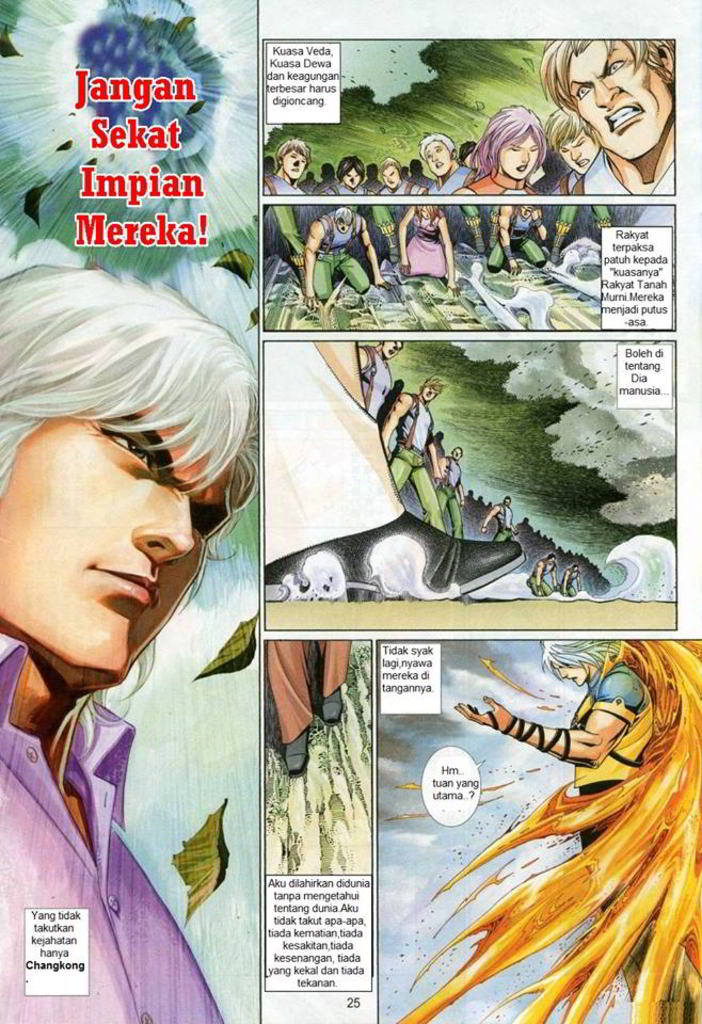 Jangan
Sekat
Impian
Mereka!
Kuasa Veda,
Kuasa Dewa
dan keagungan
terbesar harus
digioncang.
Rakyat
terpaksa
patuh kepada
"kuasanya"
Rakyat Tanah
Murni.Mereka
menjadi putus
-asa.
Boleh di
tentang.
Dia
manusia...
Tidak syak
lagi,nyawa
mereka di
tangannya.
Hm..
tuan yang
utama..?
Aku dilahirkan didunia
tanpa mengetahui
tentang dunia.Aku
tidak takut apa-apa,
tiada kematian,tiada
kesakitan,tiada
kesenangan, tiada
yang kekal dan tiada
tekanan.
Yang tidak
takutkan
kejahatan
hanya
Changkong
.
25